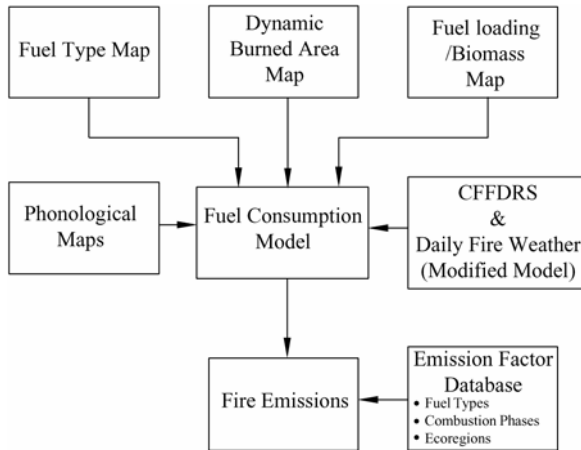 Fuel Type Map
Dynamic
Burned Area
Map
Fuel loading
/Biomass
Map
Phonological
Maps
Fuel Consumption
Model
CFFDRS
&
Daily Fire Weather
(Modified Model)
Fire Emissions
Emission Factor
Database
• Fuel Types
• Combustion Phases
• Ecoregions